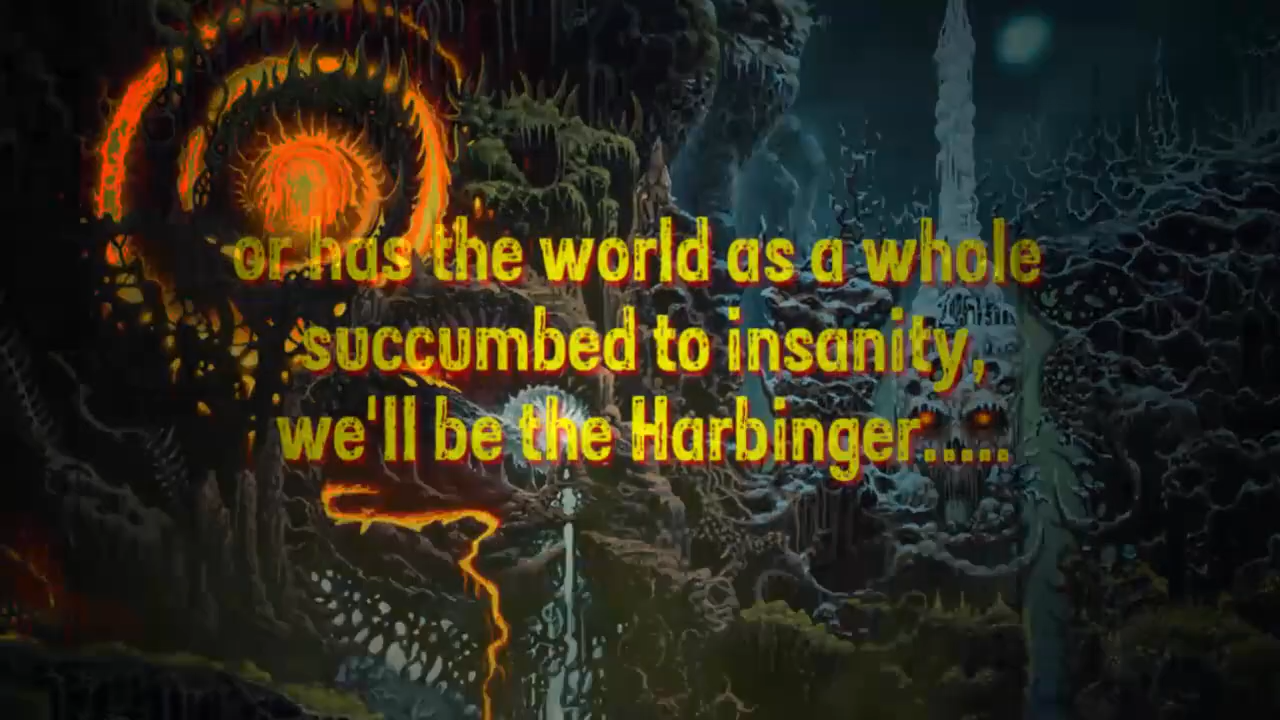 or has the world as a whole
succumbed to insanity,
we'll be the Harbinger.....